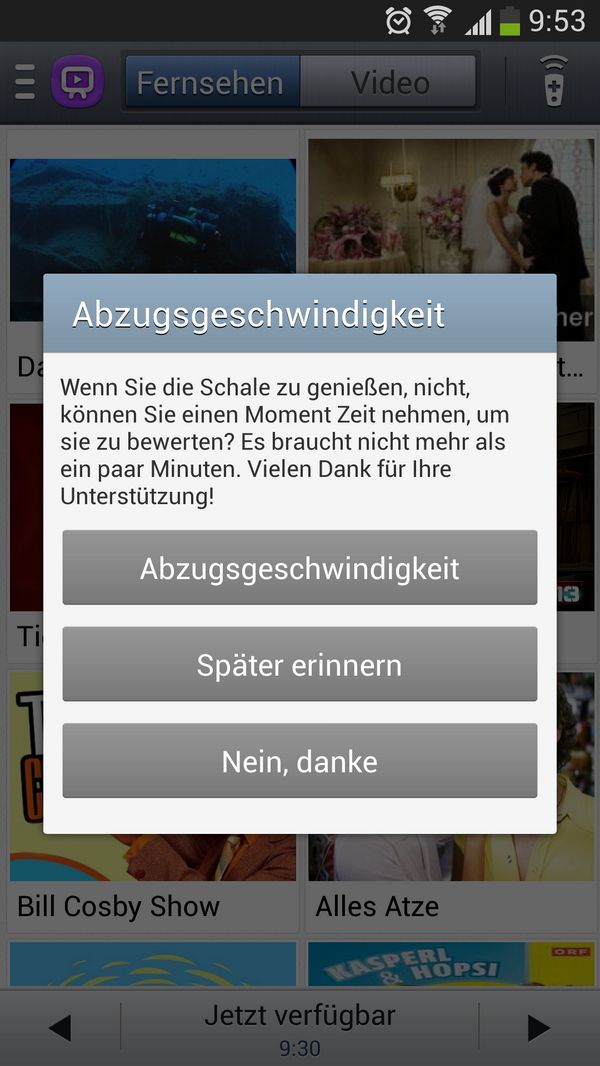 9:53
Fernsehen Video
her
Abzugsgeschwindigkeit
Da
t...
Wenn Sie die Schale zu genießen, nicht,
können Sie einen Moment Zeit nehmen, um
sie zu bewerten? Es braucht nicht mehr als
ein paar Minuten. Vielen Dank für Ihre
Unterstützung!
Abzugsgeschwindigkeit
13
Später erinnern
Nein, danke
Bill Cosby Show
Alles Atze
KASPERL
& HOPSI
ORF
Jetzt verfügbar
9:30